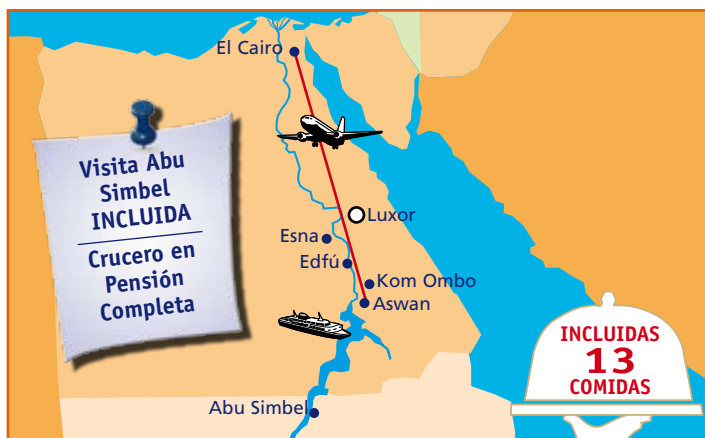 El Cairo
Visita Abu
Simbel
INCLUIDA
Crucero en
Pensión
Completa
Luxor
Esna
Edfú
Kom Ombo
Aswan
Abu Simbel
INCLUIDAS
13
COMIDAS